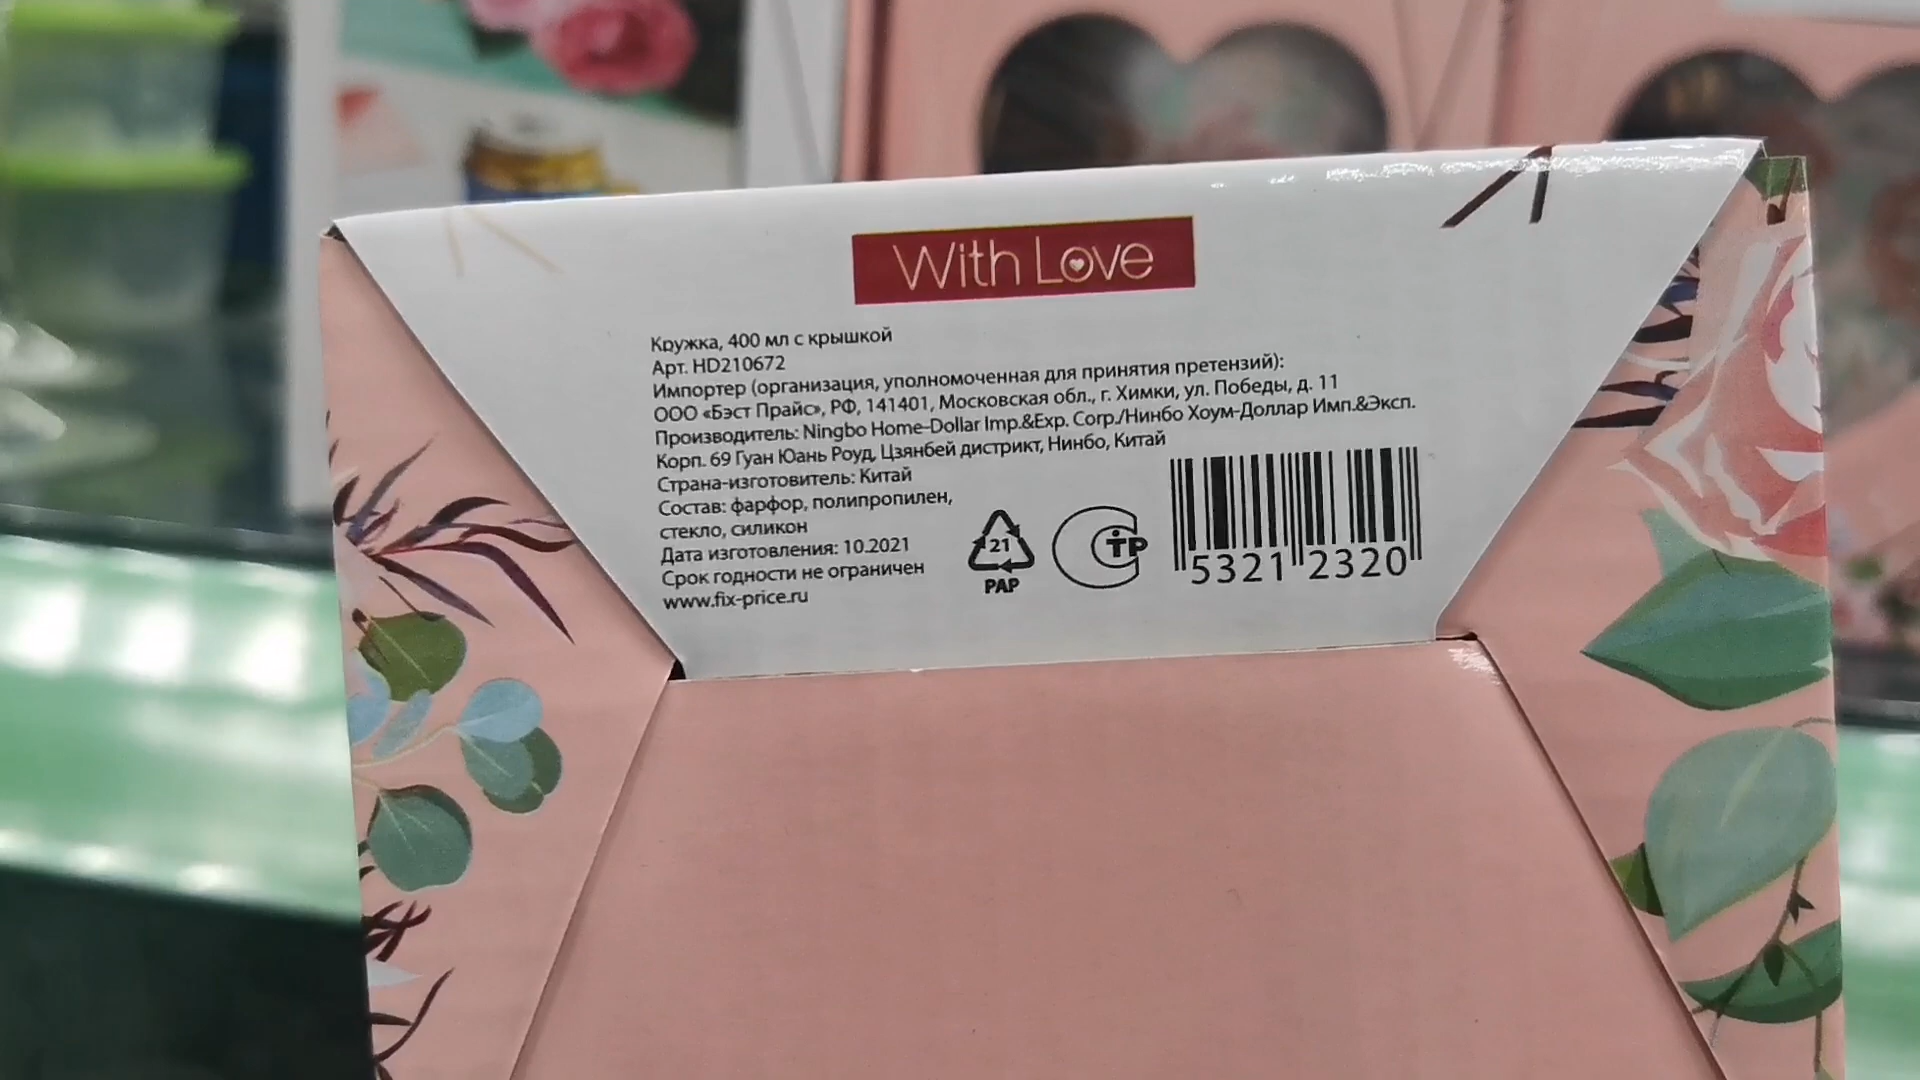 With Love
Кружка, 400 мл с крышкой
Арт. HD210672
Импортер (организация, уполномоченная для принятия претензий):
ООО «Бэст Прайс», РФ, 141401, Московская обл., г. Химки, ул. Победы, д. 11
Производитель: Ningbo Home-Dollar Imp.&Exp. Corp./Нинбо Хоум-Доллар Имп.&Эксп.
Корп. 69 Гуан Юань Роуд, Цзянбей дистрикт, Нинбо, Китай
Страна-изготовитель: Китай
Состав: фарфор, полипропилен,
стекло, силикон
Дата изготовления: 10.2021
Срок годности не ограничен
www.fix-price.ru
21
PAP
СТР
5321 2320